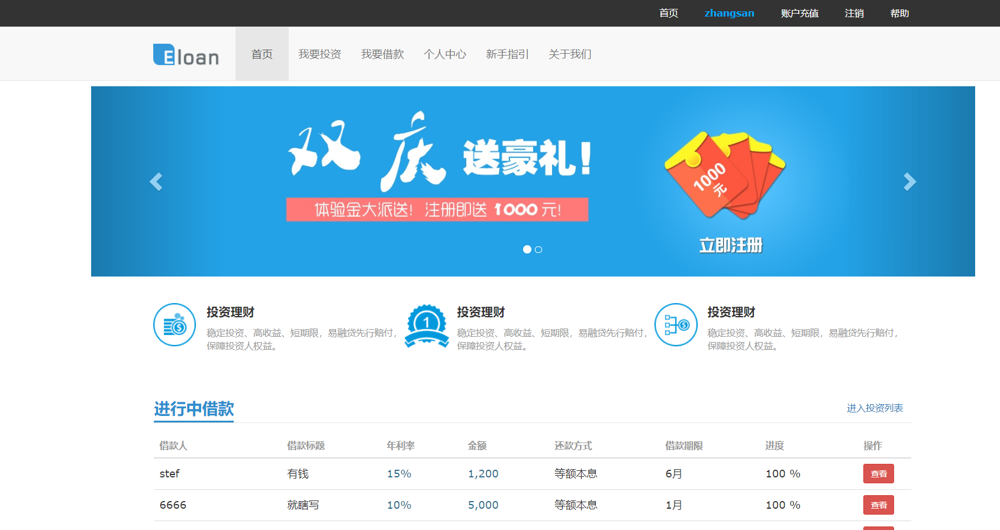 首页 zhangsan 账户充值 注销 帮助
Eloan 首页 我要投资 我要借款 个人中心 新手指引 关于我们
双庆 送豪礼!
体验金大派送! 注册即送 1000 元!
1000
元
立即注册
投资理财
稳定投资、高收益、短期限，易融贷先行赔付，
保障投资人权益。
1
投资理财
稳定投资、高收益、短期限，易融贷先行赔付，
保障投资人权益。
投资理财
稳定投资、高收益、短期限，易融贷先行赔付，
保障投资人权益。
进行中借款 进入投资列表
借款人 借款标题 年利率 金额 还款方式 借款期限 进度 操作
stef 有钱 15% 1,200 等额本息 6月 100 % 查看
6666 就瞎写 10% 5,000 等额本息 1月 100 % 查看